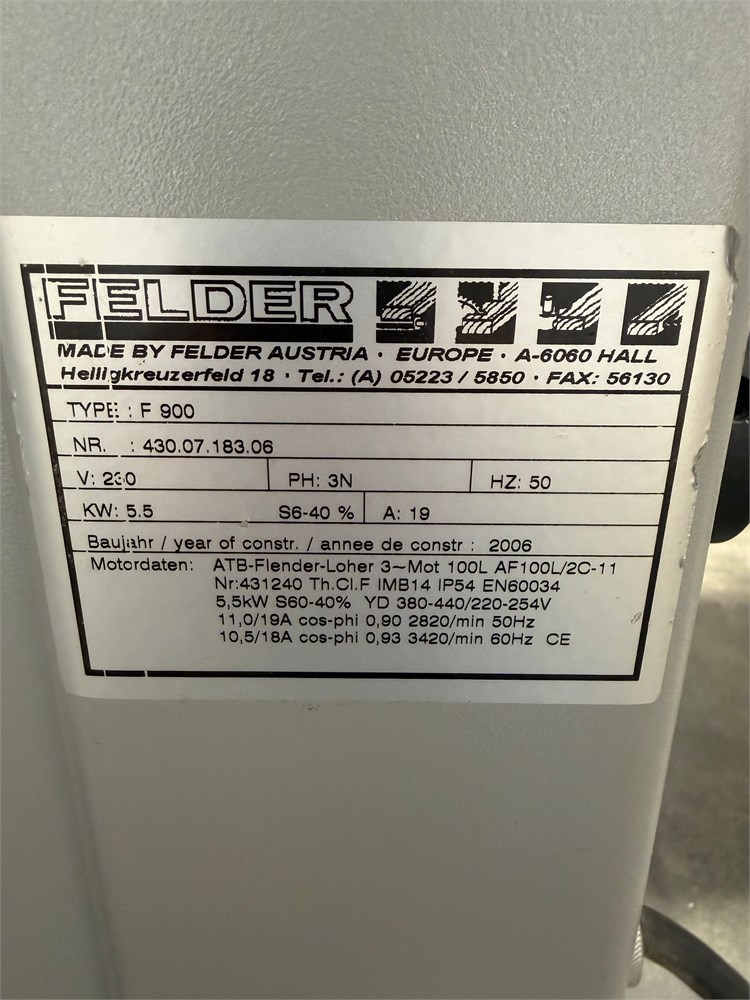 FELDER
MADE BY FELDER AUSTRIA · EUROPE · A-6060 HALL
Heiligkreuzerfeld 18 · Tel.: (A) 05223 / 5850 · FAX: 56130
TYPE : F 900
NR. : 430.07.183.06
V: 230 PH: 3N HZ: 50
KW: 5.5 S6-40 % A: 19
Baujahr / year of constr. / annee de constr : 2006
Motordaten: ATB-Flender-Loher 3~Mot 100L AF100L/2C-11
Nr:431240 Th.Cl.F IMB14 IP54 EN60034
5,5kW S60-40% YD 380-440/220-254V
11,0/19A cos-phi 0,90 2820/min 50Hz
10,5/18A cos-phi 0,93 3420/min 60Hz CE